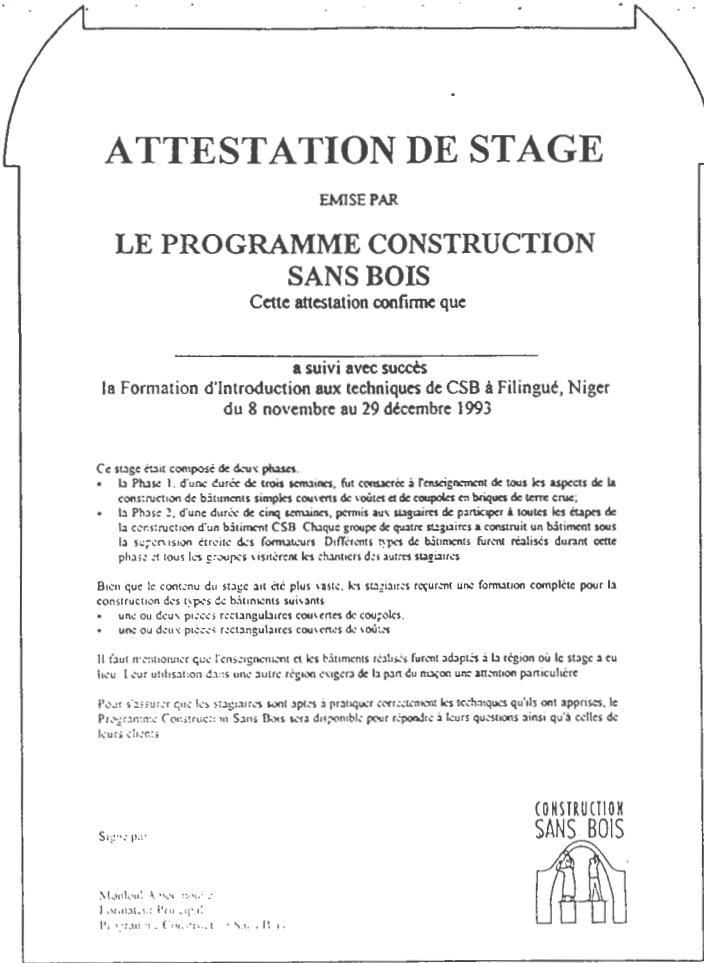 ATTESTATION DE STAGE
EMISE PAR
LE PROGRAMME CONSTRUCTION
SANS BOIS
Cette attestation confirme que
a suivi avec succès
la Formation d'Introduction aux techniques de CSB à Filingué, Niger
du 8 novembre au 29 décembre 1993
Ce stage était composé de deux phases.
• la Phase 1, d'une durée de trois semaines, fut consacrée à l'enseignement de tous les aspects de la
construction de bâtiments simples couverts de voûtes et de coupoles en briques de terre crue;
• la Phase 2, d'une durée de cinq semaines, permis aux stagiaires de participer à toutes les étapes de
la construction d'un bâtiment CSB. Chaque groupe de quatre stagiaires a construit un bâtiment sous
la supervision étroite des formateurs. Différents types de bâtiments furent réalisés durant cette
phase et tous les groupes visitèrent les chantiers des autres stagiaires
Bien que le contenu du stage ait été plus vaste, les stagiaires reçurent une formation complète pour la
construction des types de bâtiments suivants
• une ou deux pièces rectangulaires couvertes de coupoles.
• une ou deux pièces rectangulaires couvertes de voûtes
Il faut mentionner que l'enseignement et les bâtiments réalisés furent adaptés à la région où le stage a eu
lieu. Leur utilisation dans une autre région exigera de la part du maçon une attention particulière
Pour s'assurer que les stagiaires sont aptes à pratiquer correctement les techniques qu'ils ont apprises, le
Programme Construction Sans Bois sera disponible pour répondre à leurs questions ainsi qu'à celles de
leurs clients
CONSTRUCTION
SANS BOIS
Signé par
Formateur Principal
Programme Construction Sans Bois